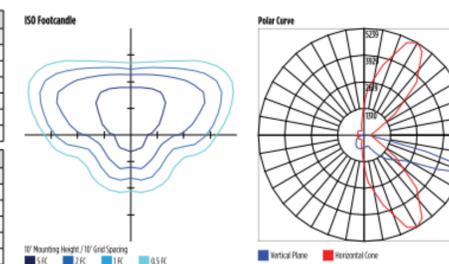 ISO Footcandle
10' Mounting Height / 10' Grid Spacing
5 FC
2 FC
1 FC
0.5 FC
Polar Curve
5239
3929
2619
1310
Vertical Plane
Horizontal Cone